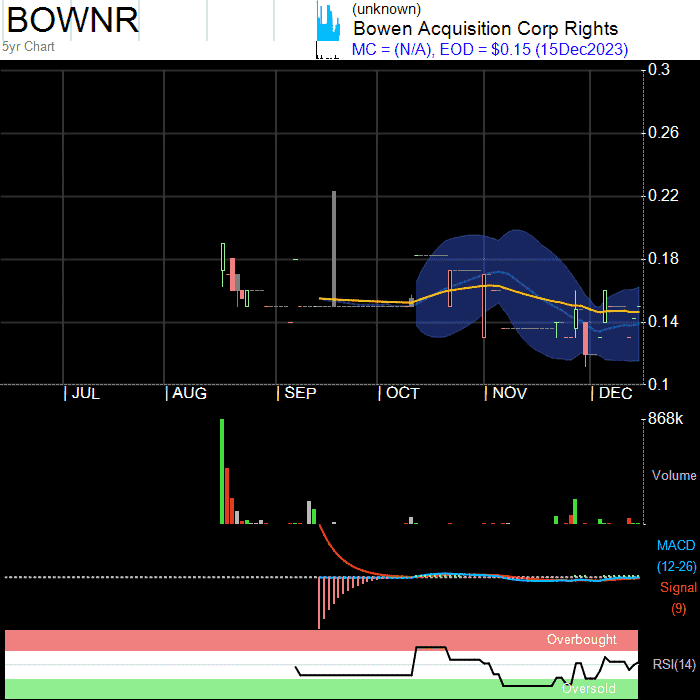 BOWNR
5yr Chart
(unknown)
Bowen Acquisition Corp Rights
MC = (N/A), EOD = $0.15 (15Dec2023)
0.3
0.26
0.22
0.18
0.14
0.1
JUL AUG SEP OCT NOV DEC
868k
Volume
MACD
(12-26)
Signal
(9)
Overbought
RSI(14)
Oversold